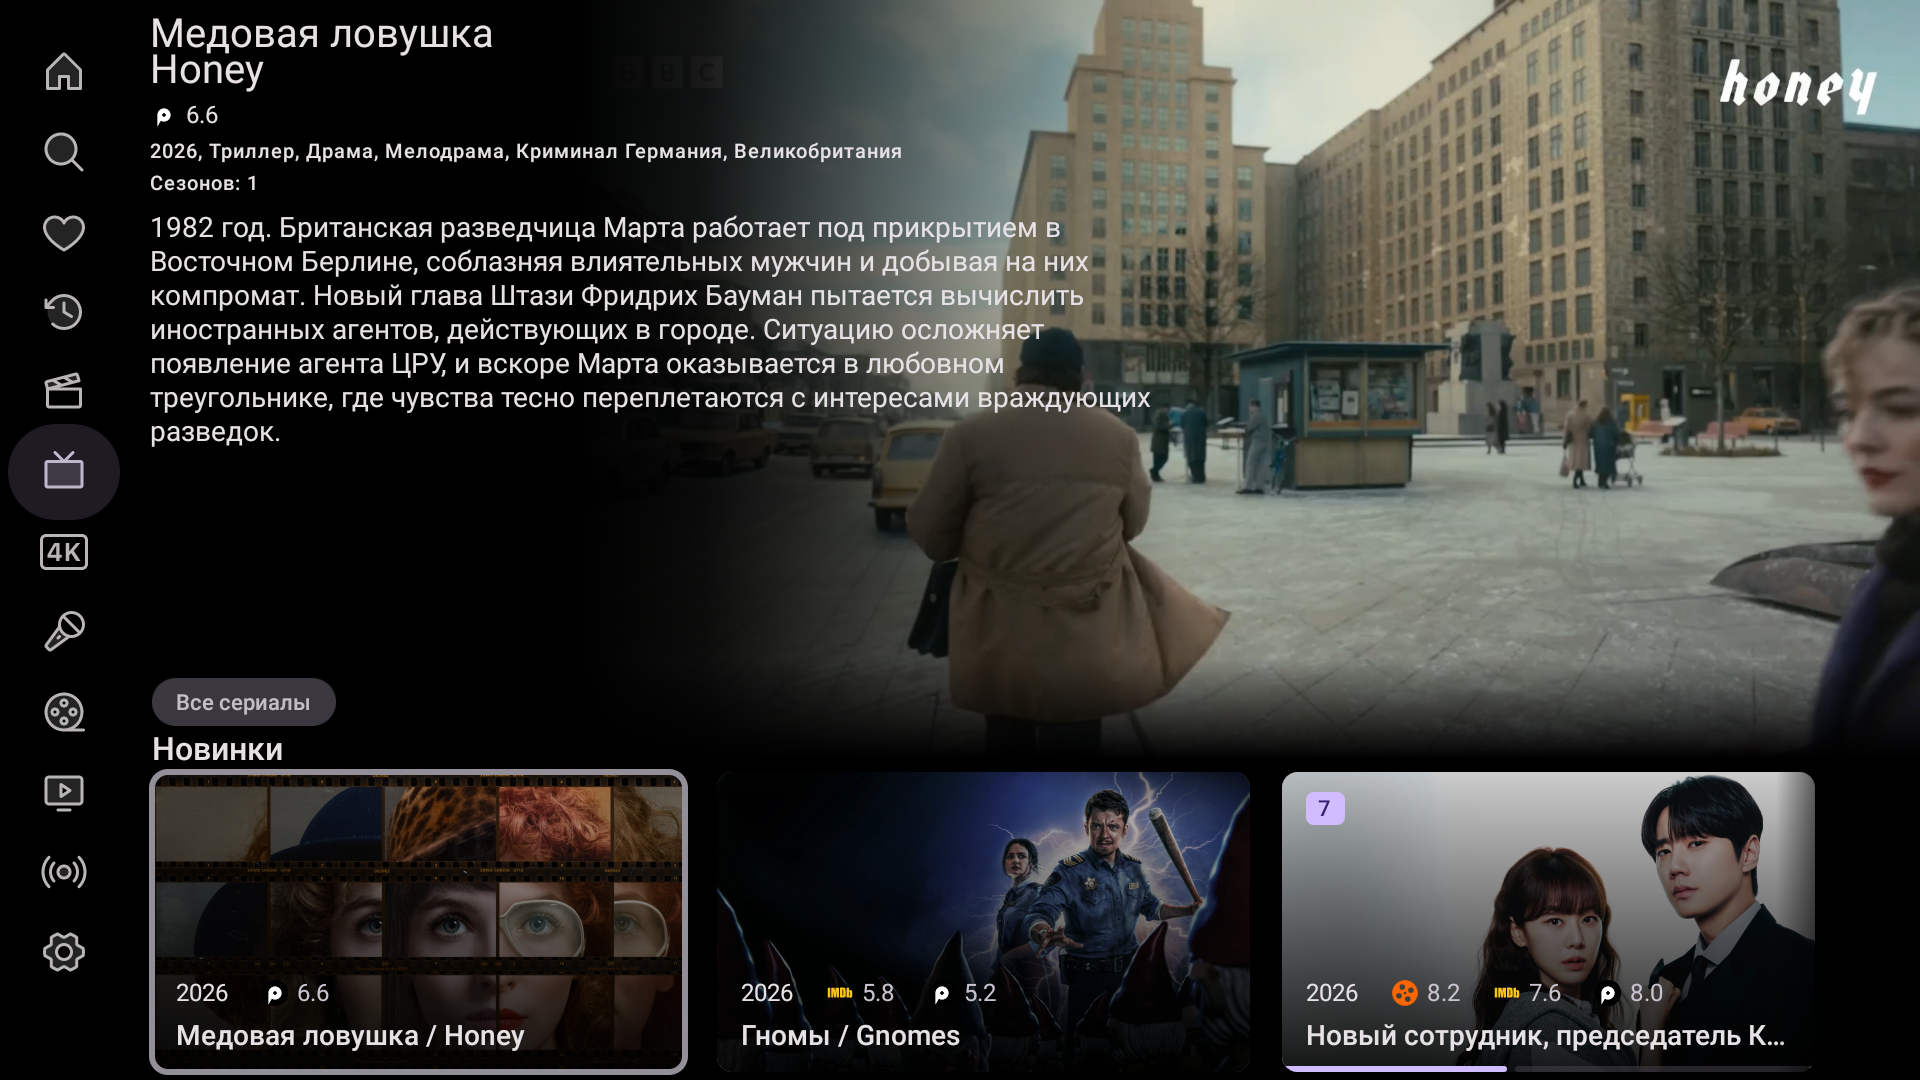 Медовая ловушка
Honey
BBC
honey
6.6
2026, Триллер, Драма, Мелодрама, Криминал Германия, Великобритания
Сезонов: 1
1982 год. Британская разведчица Марта работает под прикрытием в
Восточном Берлине, соблазняя влиятельных мужчин и добывая на них
компромат. Новый глава Штази Фридрих Бауман пытается вычислить
иностранных агентов, действующих в городе. Ситуацию осложняет
появление агента ЦРУ, и вскоре Марта оказывается в любовном
треугольнике, где чувства тесно переплетаются с интересами враждующих
разведок.
4K
Все сериалы
Новинки
2026 6.6
Медовая ловушка / Honey
2026 IMDb 5.8 5.2
Гномы / Gnomes
7
2026 8.2 IMDb 7.6 8.0
Новый сотрудник, председатель К...